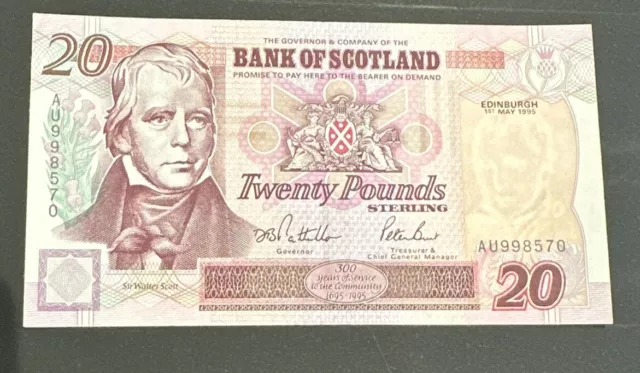 20
THE GOVERNOR & COMPANY OF THE
BANK OF SCOTLAND
PROMISE TO PAY HERE TO THE BEARER ON DEMAND
EDINBURGH
1ST MAY 1995
AU998570
Twenty Pounds
STERLING
Governor
Peter Burt
Treasurer &
Chief General Manager
AU998570
300
years of Service
to the Community
1695-1995
Sir Walter Scott
20